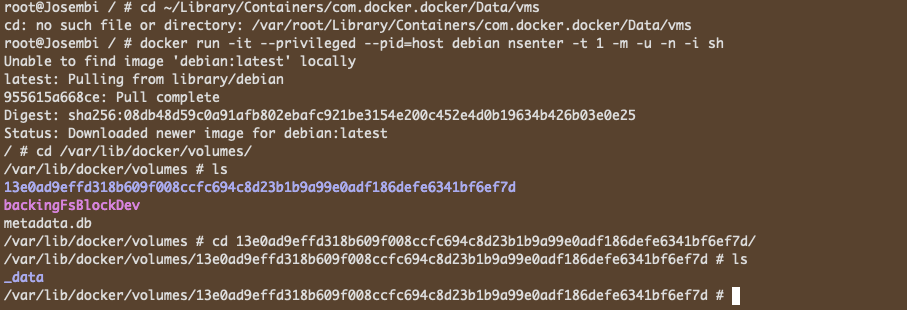 root@Josembi / # cd ~/Library/Containers/com.docker.docker/Data/vms
cd: no such file or directory: /var/root/Library/Containers/com.docker.docker/Data/vms
root@Josembi / # docker run -it --privileged --pid=host debian nsenter -t 1 -m -u -n -i sh
Unable to find image 'debian:latest' locally
latest: Pulling from library/debian
955615a668ce: Pull complete
Digest: sha256:08db48d59c0a91afb802ebafc921be3154e200c452e4d0b19634b426b03e0e25
Status: Downloaded newer image for debian:latest
/ # cd /var/lib/docker/volumes/
/var/lib/docker/volumes # ls
13e0ad9effd318b609f008ccfc694c8d23b1b9a99e0adf186defe6341bf6ef7d
backingFsBlockDev
metadata.db
/var/lib/docker/volumes # cd 13e0ad9effd318b609f008ccfc694c8d23b1b9a99e0adf186defe6341bf6ef7d/
/var/lib/docker/volumes/13e0ad9effd318b609f008ccfc694c8d23b1b9a99e0adf186defe6341bf6ef7d # ls
_data
/var/lib/docker/volumes/13e0ad9effd318b609f008ccfc694c8d23b1b9a99e0adf186defe6341bf6ef7d #